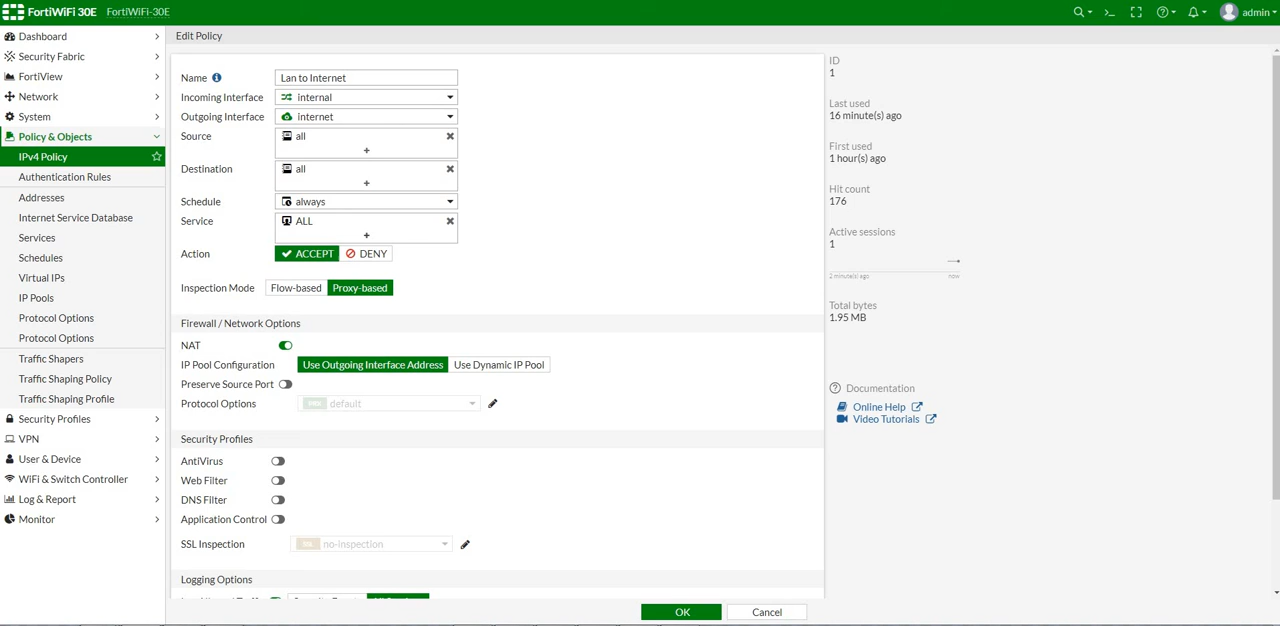 FortiWiFi 30E FortiWiFi-30E admin
Dashboard
Security Fabric
FortiView
Network
System
Policy & Objects
IPv4 Policy
Authentication Rules
Addresses
Internet Service Database
Services
Schedules
Virtual IPs
IP Pools
Protocol Options
Protocol Options
Traffic Shapers
Traffic Shaping Policy
Traffic Shaping Profile
Security Profiles
VPN
User & Device
WiFi & Switch Controller
Log & Report
Monitor
Edit Policy
Name Lan to Internet
Incoming Interface internal
Outgoing Interface internet
Source all
+
Destination all
+
Schedule always
Service ALL
+
Action ACCEPT DENY
Inspection Mode Flow-based Proxy-based
Firewall / Network Options
NAT
IP Pool Configuration Use Outgoing Interface Address Use Dynamic IP Pool
Preserve Source Port
Protocol Options default
Security Profiles
AntiVirus
Web Filter
DNS Filter
Application Control
SSL Inspection no-inspection
Logging Options
OK Cancel
ID
1
Last used
16 minute(s) ago
First used
1 hour(s) ago
Hit count
176
Active sessions
1
2 minute(s) ago now
Total bytes
1.95 MB
Documentation
Online Help
Video Tutorials